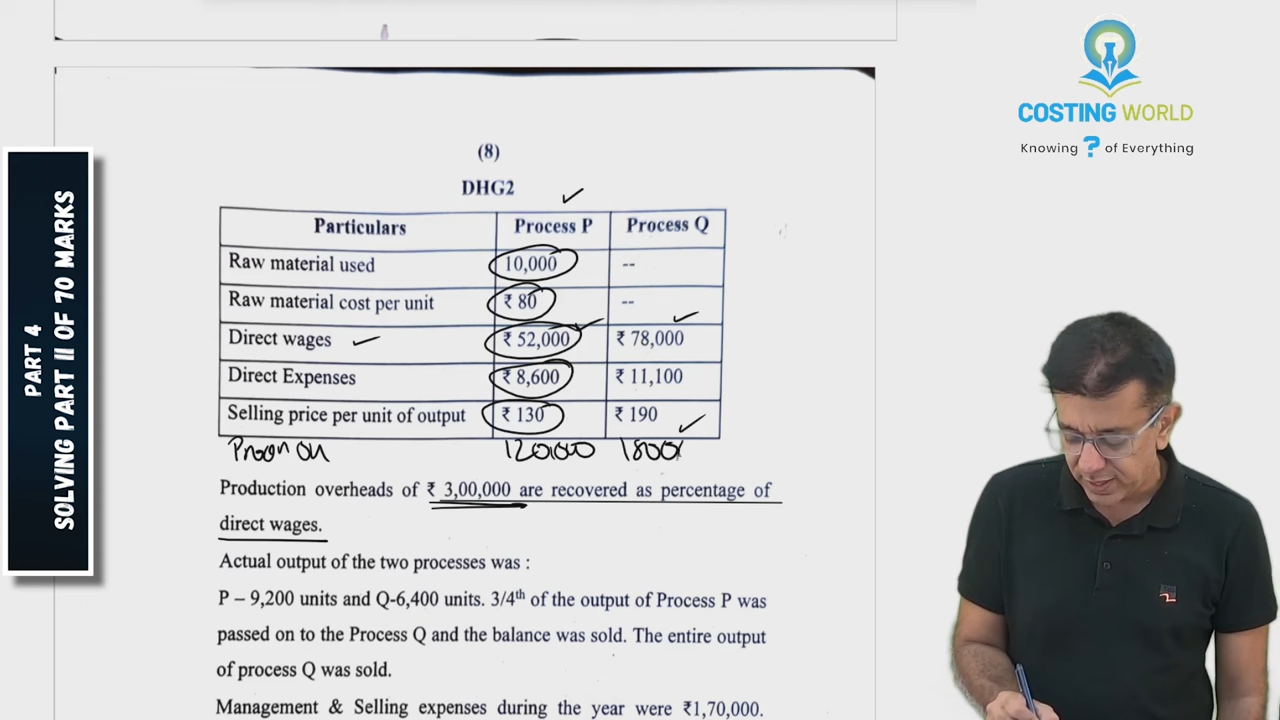 COSTING WORLD
Knowing ? of Everything
PART 4
SOLVING PART II OF 70 MARKS
(8)
DHG2
Particulars Process P Process Q
Raw material used 10,000 --
Raw material cost per unit ₹ 80 --
Direct wages ₹ 52,000 ₹ 78,000
Direct Expenses ₹ 8,600 ₹ 11,100
Selling price per unit of output ₹ 130 ₹ 190
120,000
Production overheads of ₹ 3,00,000 are recovered as percentage of
direct wages.
Actual output of the two processes was :
P – 9,200 units and Q-6,400 units. 3/4th of the output of Process P was
passed on to the Process Q and the balance was sold. The entire output
of process Q was sold.
Management & Selling expenses during the year were ₹1,70,000.